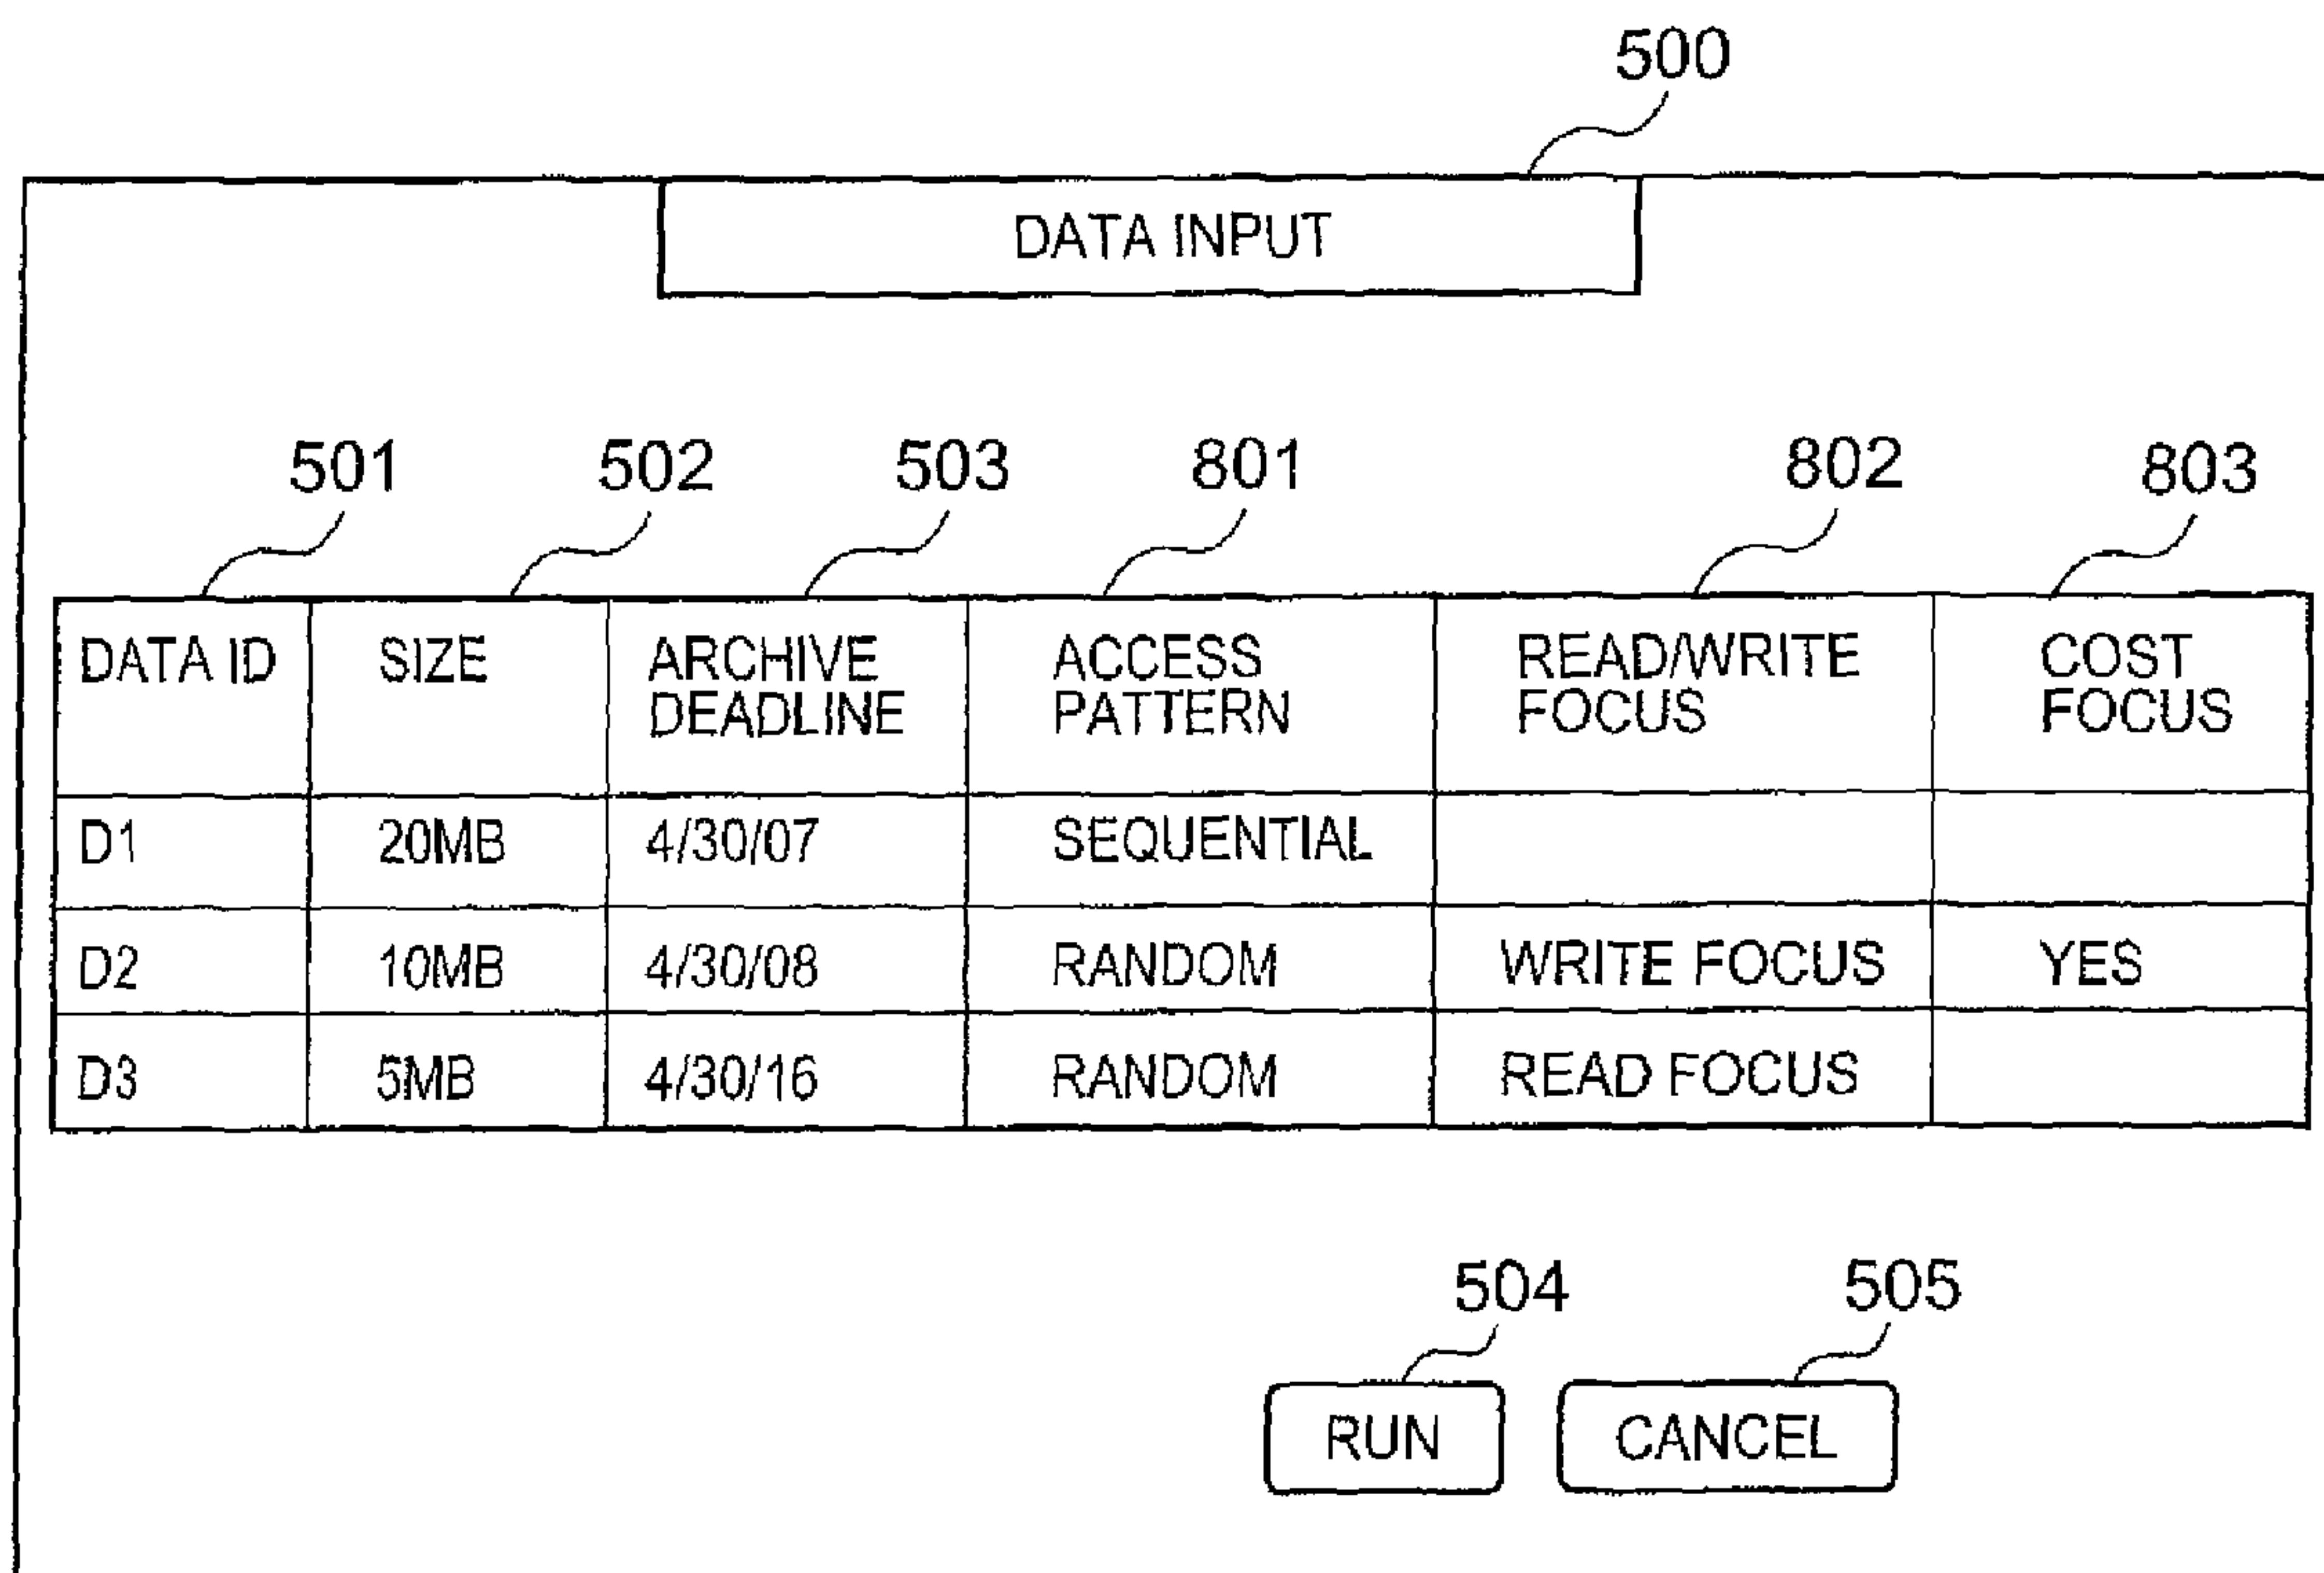 500
DATA INPUT
501 502 503 801 802 803
DATA ID SIZE ARCHIVE DEADLINE ACCESS PATTERN READ/WRITE FOCUS COST FOCUS
D1 20MB 4/30/07 SEQUENTIAL
D2 10MB 4/30/08 RANDOM WRITE FOCUS YES
D3 5MB 4/30/16 RANDOM READ FOCUS
504 505
RUN CANCEL